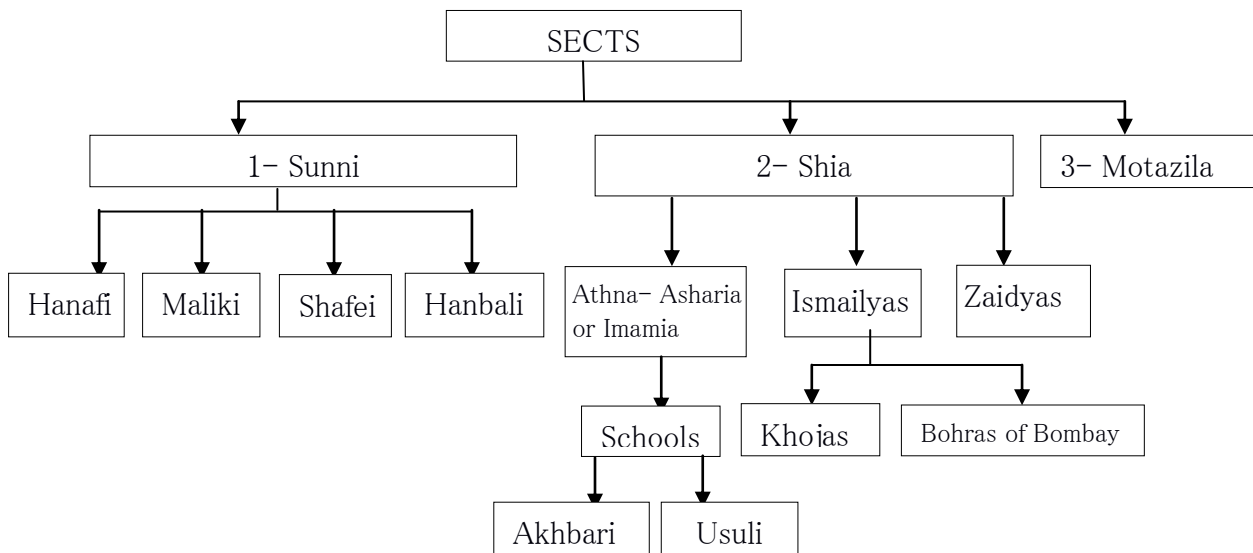 SECTS
1- Sunni
2- Shia
3- Motazila
Hanafi
Maliki
Shafei
Hanbali
Athna- Asharia
or Imamia
Ismailyas
Zaidyas
Schools
Khojas
Bohras of Bombay
Akhbari
Usuli